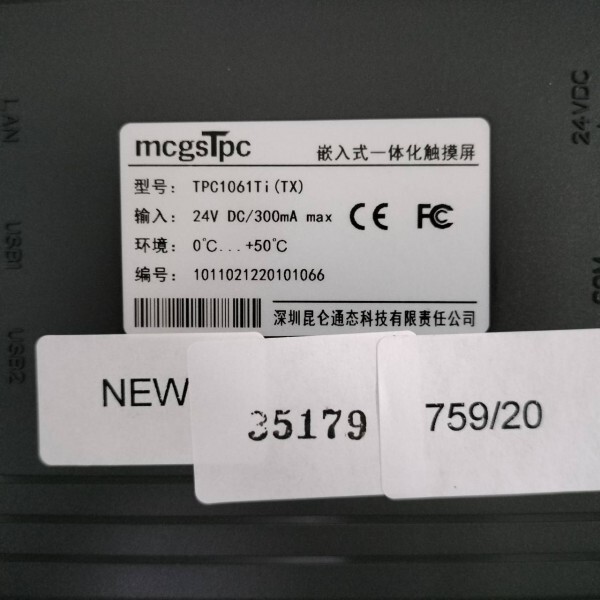 mcgsTpc 嵌入式一体化触摸屏
型号: TPC1061Ti(TX)
输入: 24V DC/300mA max CE FC
环境: 0℃...+50℃
编号: 1011021220101066
深圳昆仑通态科技有限责任公司
NEW
35179
759/20
LAN
USB1
USB2
24VDC
COM